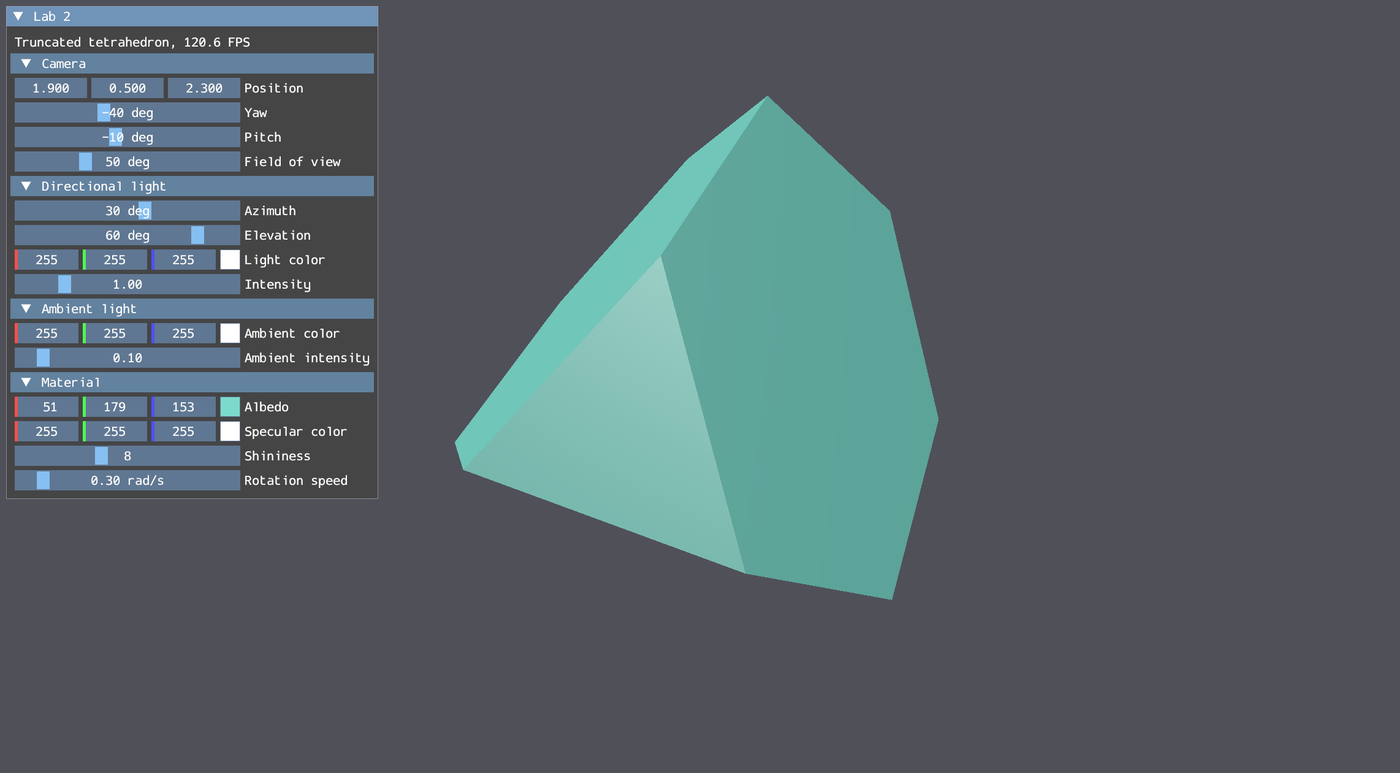 Lab 2
Truncated tetrahedron, 120.6 FPS
Camera
1.900 0.500 2.300 Position
-40 deg Yaw
-10 deg Pitch
50 deg Field of view
Directional light
30 deg Azimuth
60 deg Elevation
255 255 255 Light color
1.00 Intensity
Ambient light
255 255 255 Ambient color
0.10 Ambient intensity
Material
51 179 153 Albedo
255 255 255 Specular color
8 Shininess
0.30 rad/s Rotation speed